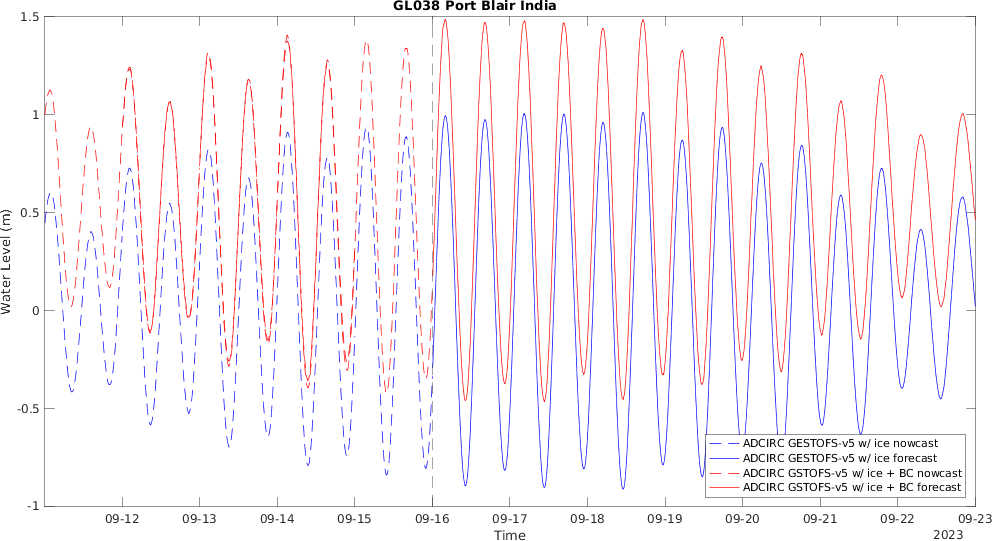 GL038 Port Blair India
Water Level (m)
1.5
1
0.5
0
-0.5
-1
ADCIRC GESTOFS-v5 w/ ice nowcast
ADCIRC GESTOFS-v5 w/ ice forecast
ADCIRC GSTOFS-v5 w/ ice + BC nowcast
ADCIRC GSTOFS-v5 w/ ice + BC forecast
09-12 09-13 09-14 09-15 09-16 09-17 09-18 09-19 09-20 09-21 09-22 09-23
Time
2023